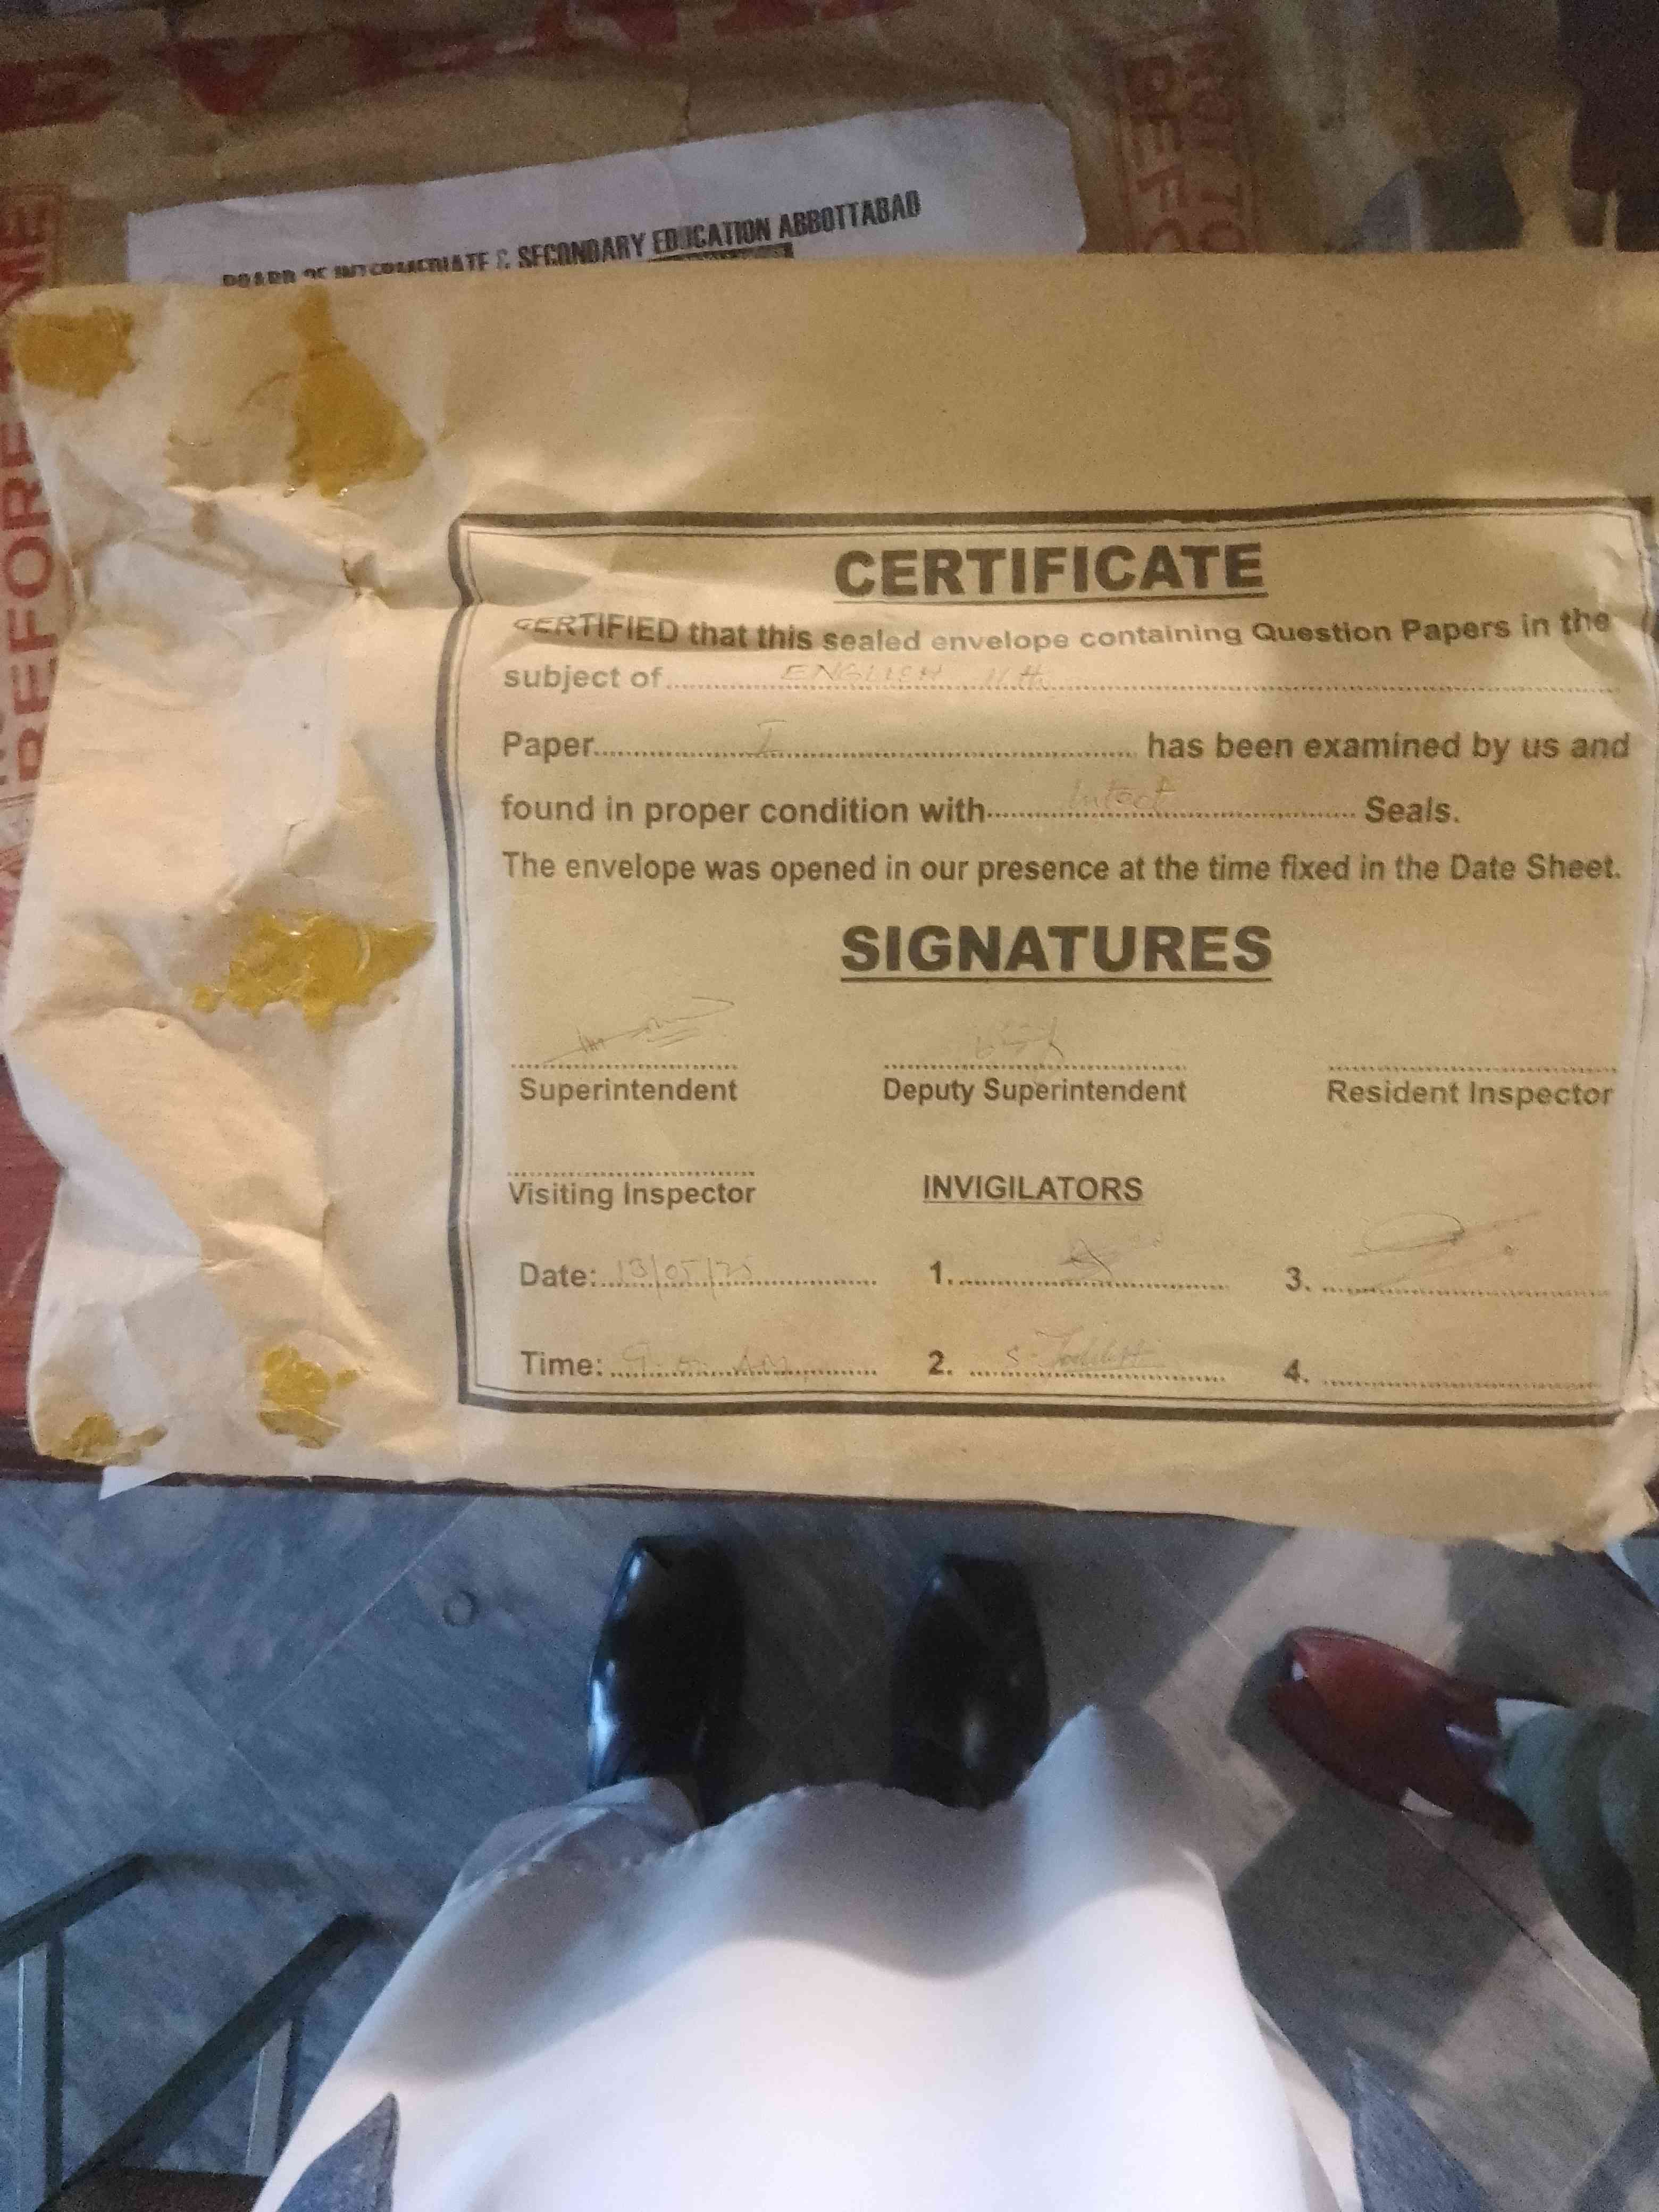 BOARD OF INTERMEDIATE & SECONDARY EDUCATION ABBOTTABAD
BEFORE
CERTIFICATE
CERTIFIED that this sealed envelope containing Question Papers in the
subject of ENGLISH 11th
Paper I has been examined by us and
found in proper condition with Intact Seals.
The envelope was opened in our presence at the time fixed in the Date Sheet.
SIGNATURES
Superintendent Deputy Superintendent Resident Inspector
Visiting Inspector INVIGILATORS
Date: 13/05/25 1. 3.
Time: 2. 4.